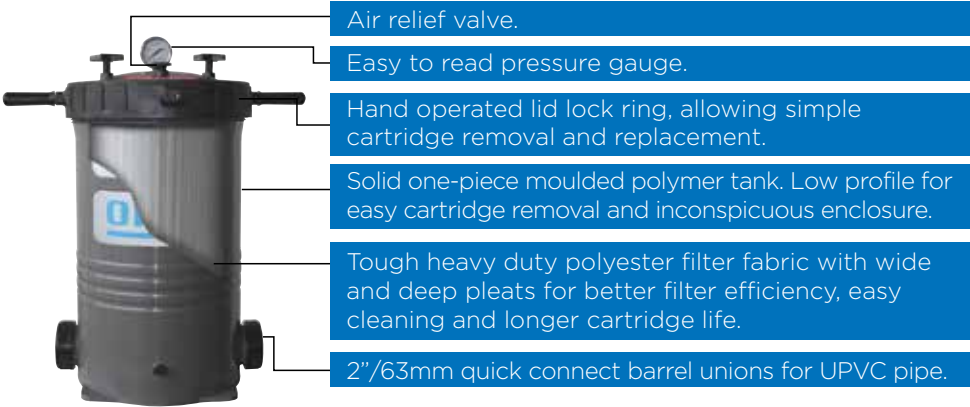 Air relief valve.
Easy to read pressure gauge.
Hand operated lid lock ring, allowing simple
cartridge removal and replacement.
Solid one-piece moulded polymer tank. Low profile for
easy cartridge removal and inconspicuous enclosure.
Tough heavy duty polyester filter fabric with wide
and deep pleats for better filter efficiency, easy
cleaning and longer cartridge life.
2”/63mm quick connect barrel unions for UPVC pipe.